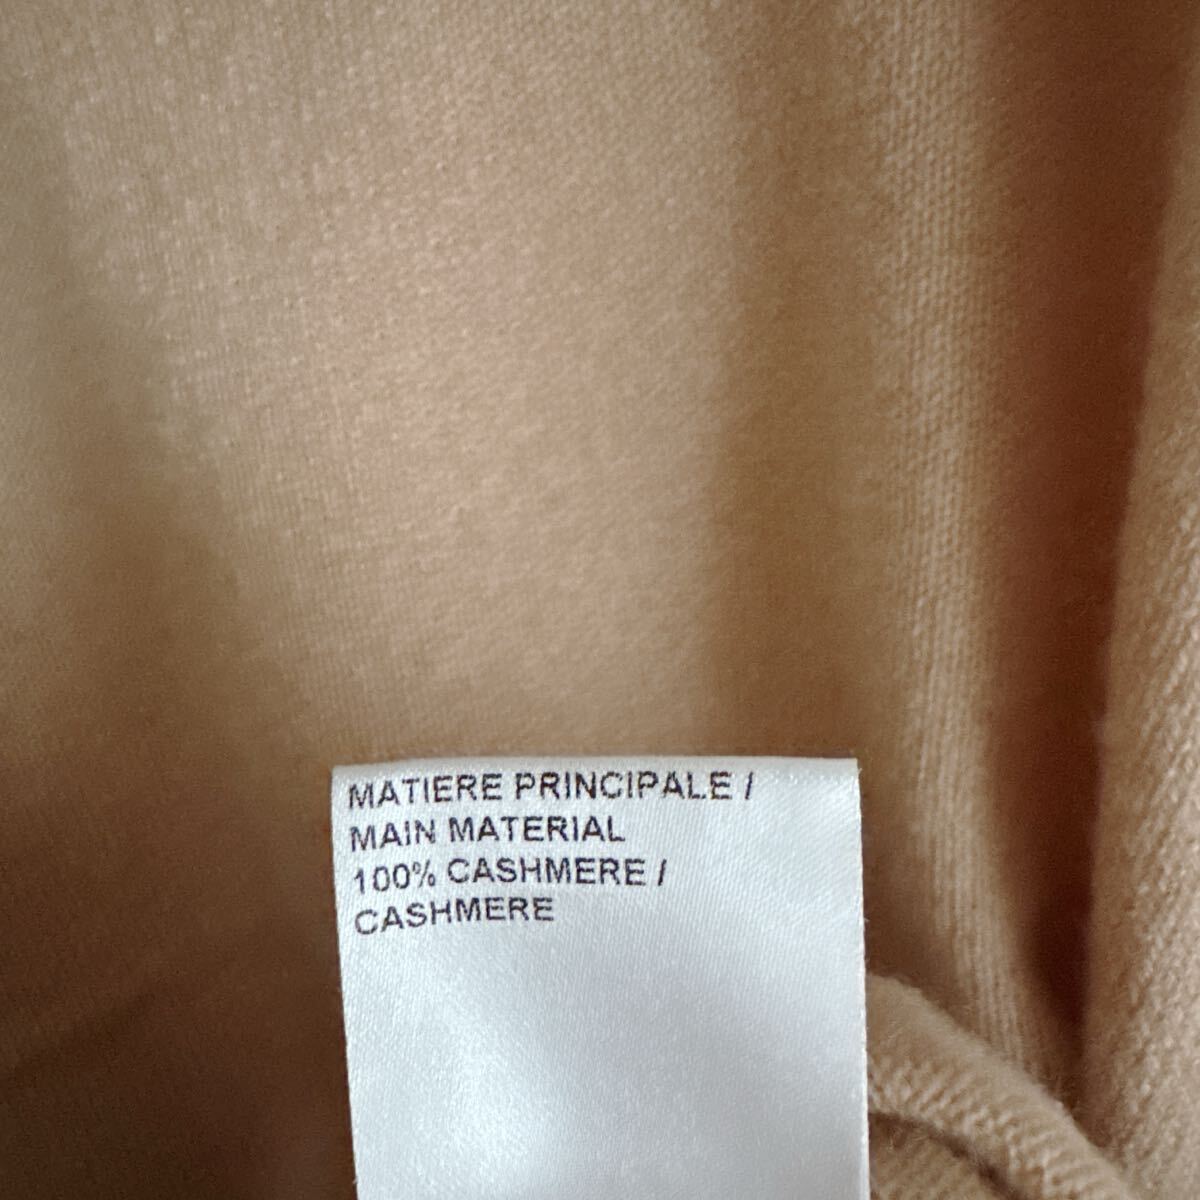 MATIERE PRINCIPALE /
MAIN MATERIAL
100% CASHMERE /
CASHMERE